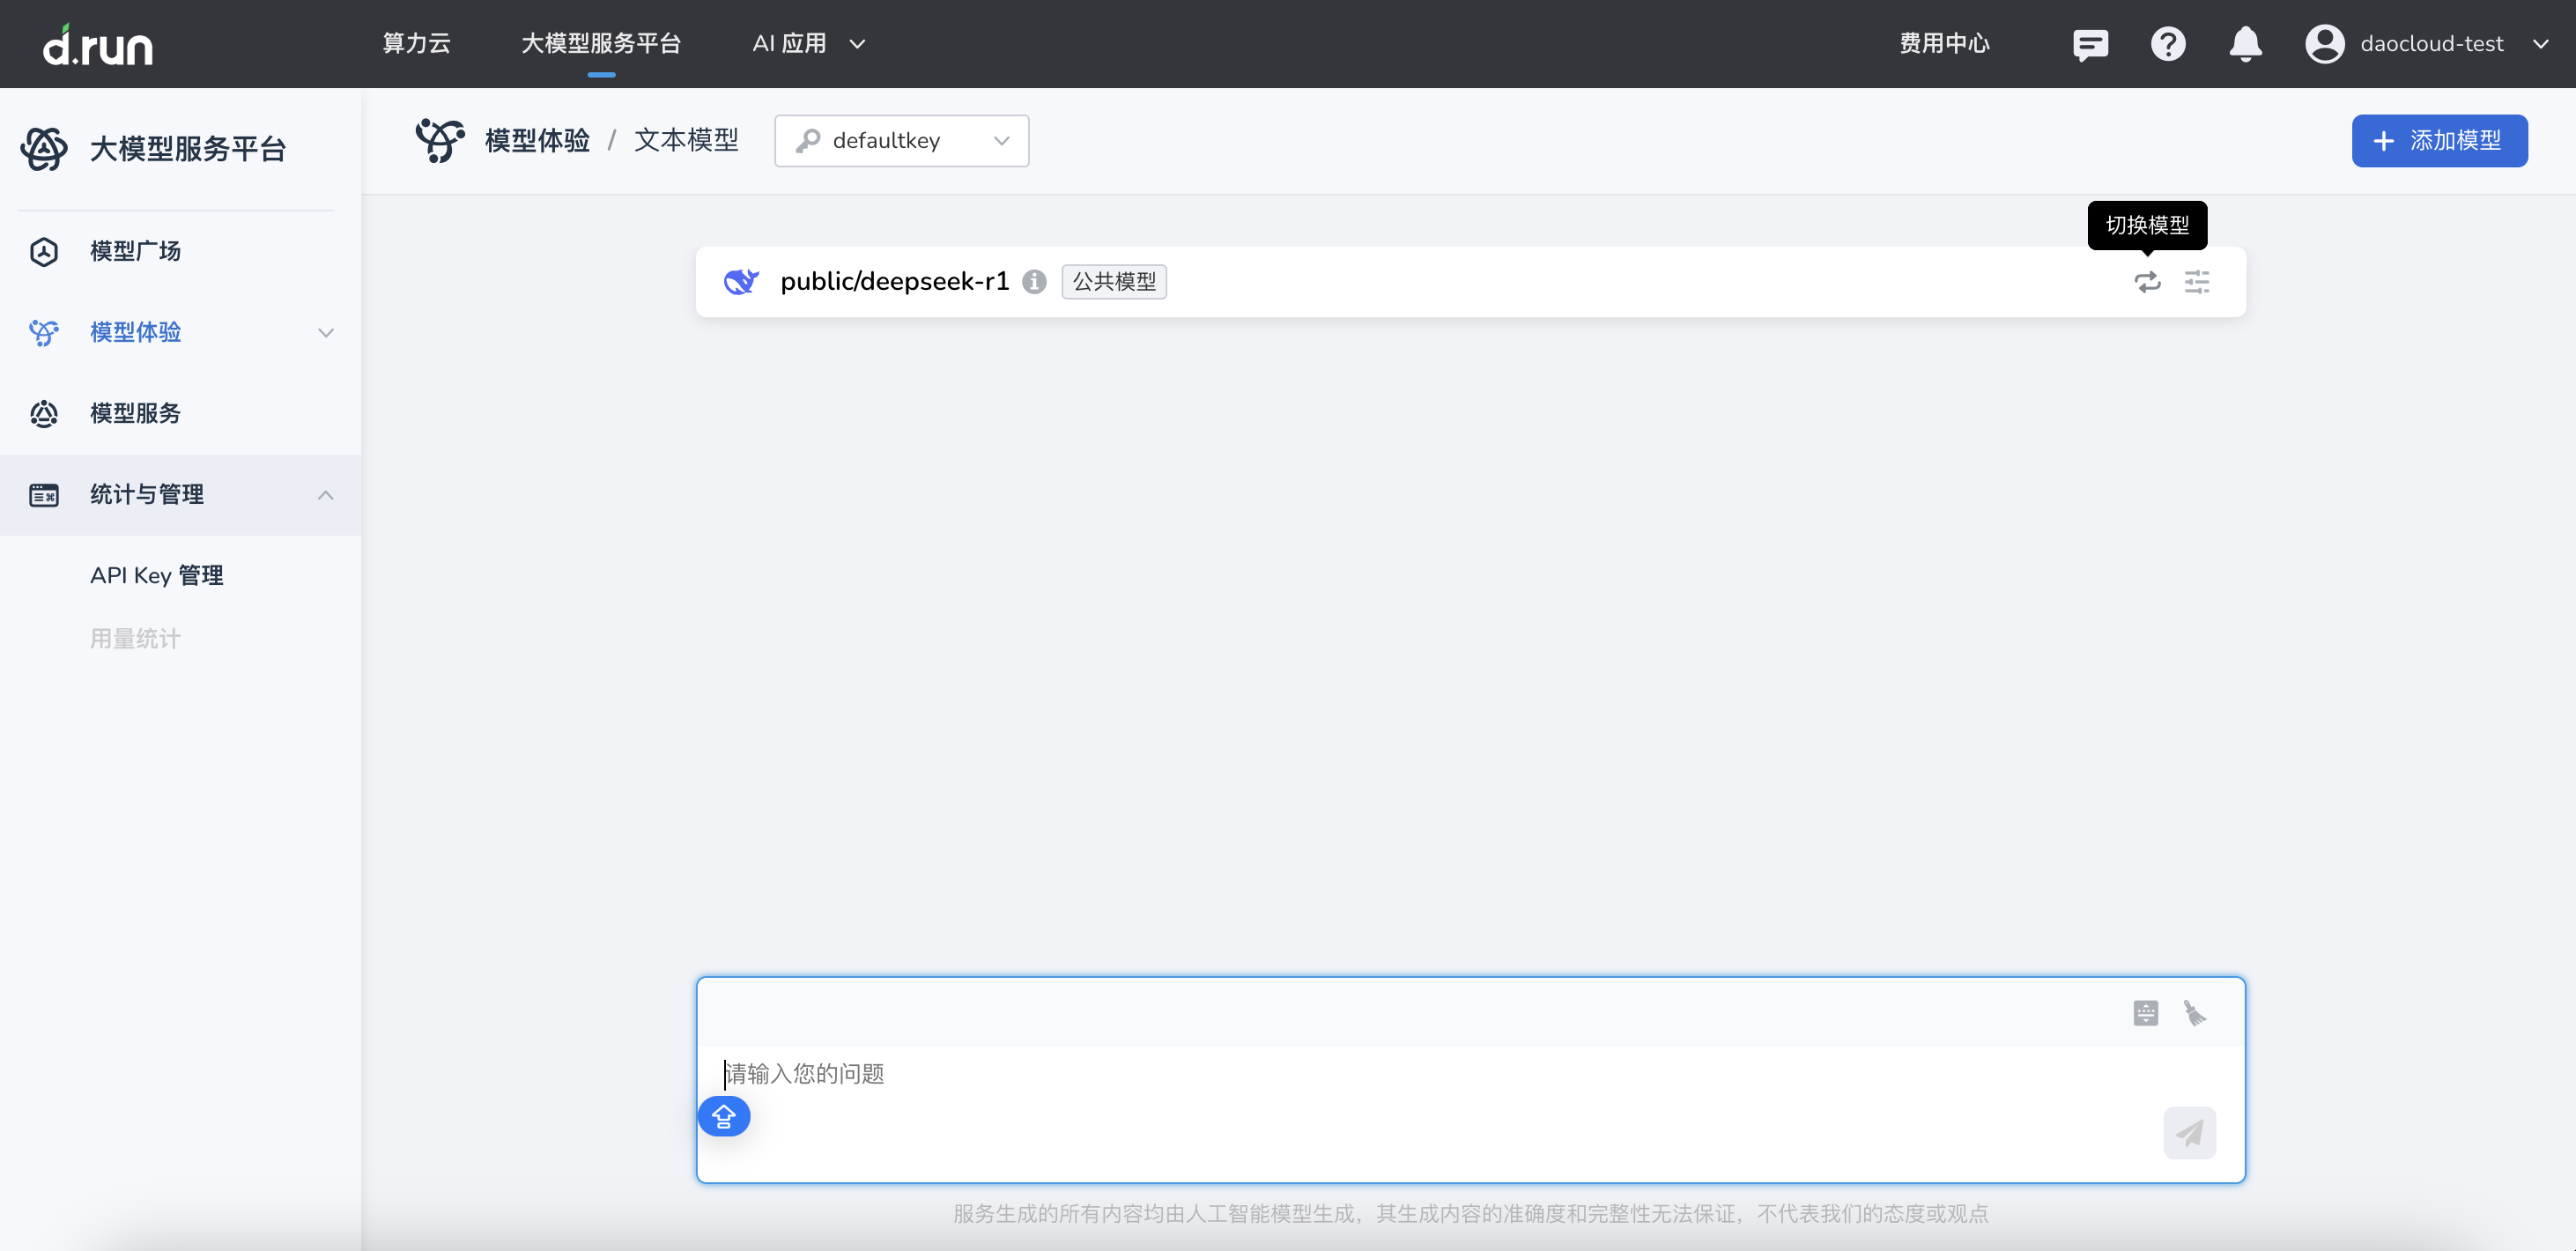 d.run
算力云
大模型服务平台
AI 应用
费用中心
daocloud-test
大模型服务平台
模型广场
模型体验
模型服务
统计与管理
API Key 管理
用量统计
模型体验 / 文本模型
defaultkey
添加模型
切换模型
public/deepseek-r1
公共模型
请输入您的问题
服务生成的所有内容均由人工智能模型生成，其生成内容的准确度和完整性无法保证，不代表我们的态度或观点